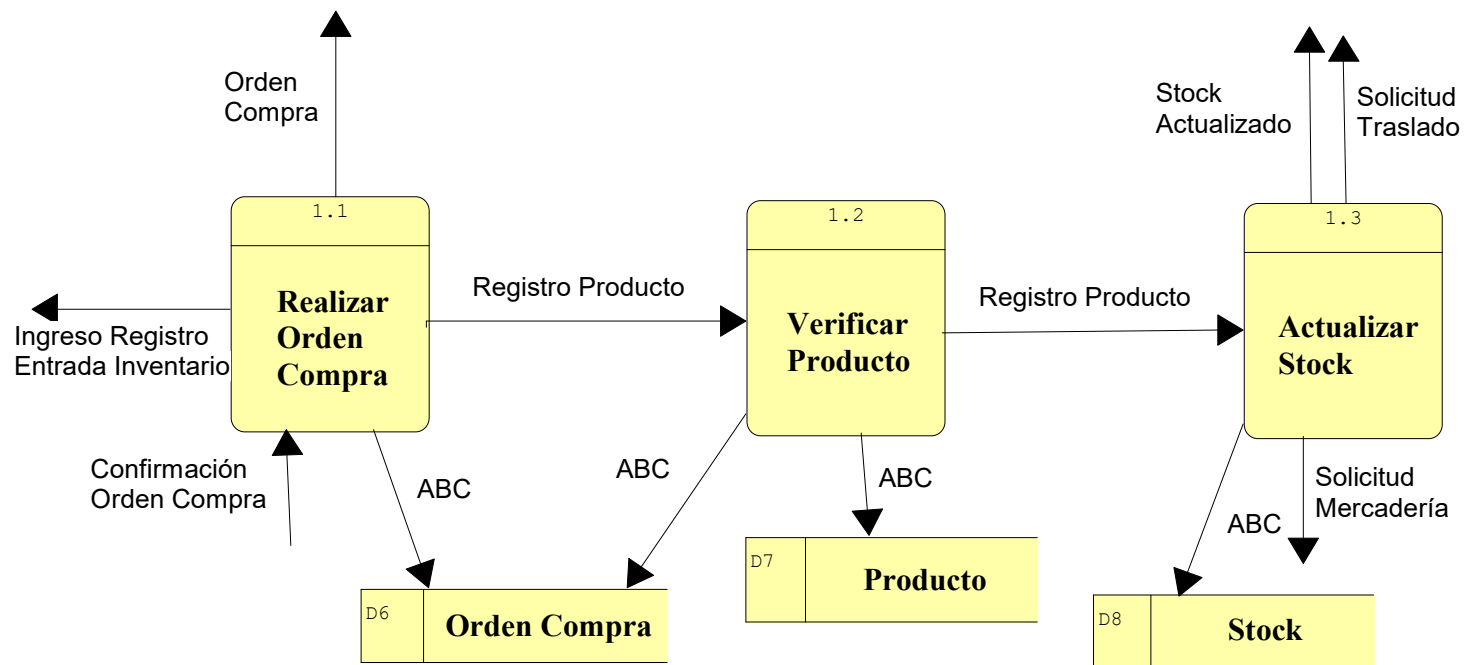 Orden
Compra
Stock
Actualizado
Solicitud
Traslado
1.1
1.2
1.3
Realizar
Orden
Compra
Registro Producto
Verificar
Producto
Registro Producto
Actualizar
Stock
Ingreso Registro
Entrada Inventario
Confirmación
Orden Compra
ABC
ABC
ABC
ABC
Solicitud
Mercadería
D6
Orden Compra
D7
Producto
D8
Stock